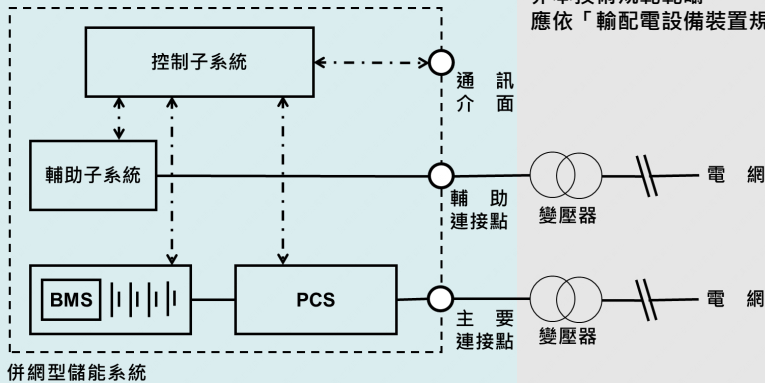 應依「輸配電設備裝置規
控制子系統
通 訊
介 面
輔助子系統
電 網
輔 助
連接點
變壓器
BMS
PCS
電 網
主 要
連接點
變壓器
併網型儲能系統